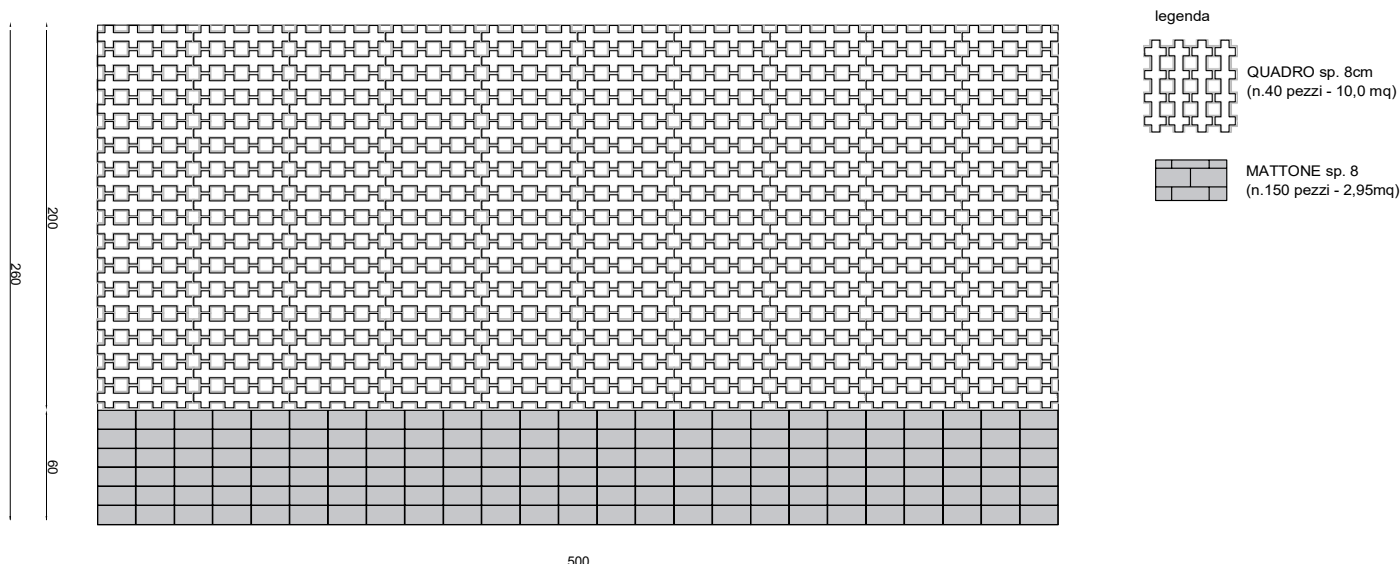 legenda
QUADRO sp. 8cm
(n.40 pezzi - 10,0 mq)
MATTONE sp. 8
(n.150 pezzi - 2,95mq)
200
260
60
500